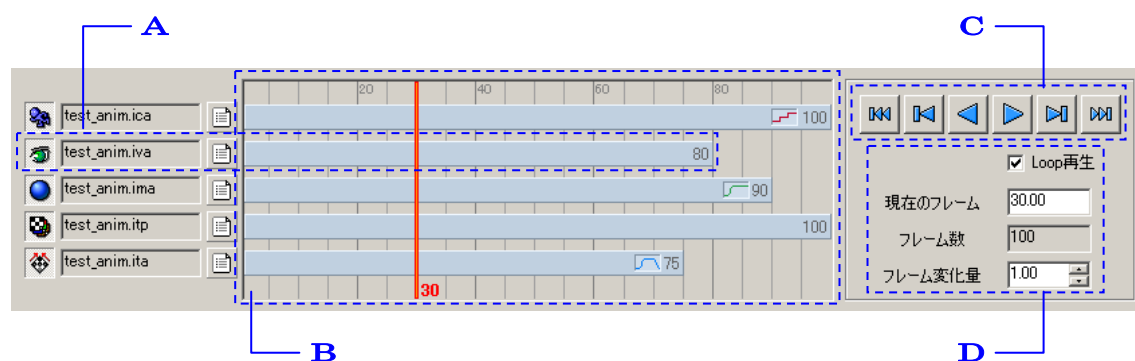 A
C
20 40 60 80
test_anim.ica
100
test_anim.iva
80
Loop再生
test_anim.ima
90
現在のフレーム 30.00
test_anim.itp
100
フレーム数 100
test_anim.ita
75
フレーム変化量 1.00
30
B
D